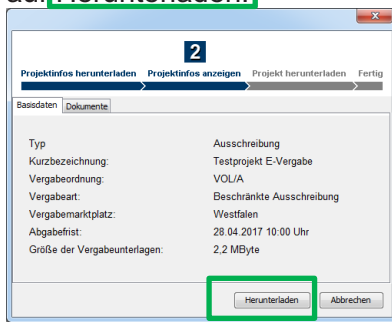 auf Herunterladen.
2
Projektinfos herunterladen Projektinfos anzeigen Projekt herunterladen Fertig
Basisdaten Dokumente
Typ Ausschreibung
Kurzbezeichnung: Testprojekt E-Vergabe
Vergabeordnung: VOL/A
Vergabeart: Beschränkte Ausschreibung
Vergabemarktplatz: Westfalen
Abgabefrist: 28.04.2017 10:00 Uhr
Größe der Vergabeunterlagen: 2,2 MByte
Herunterladen Abbrechen